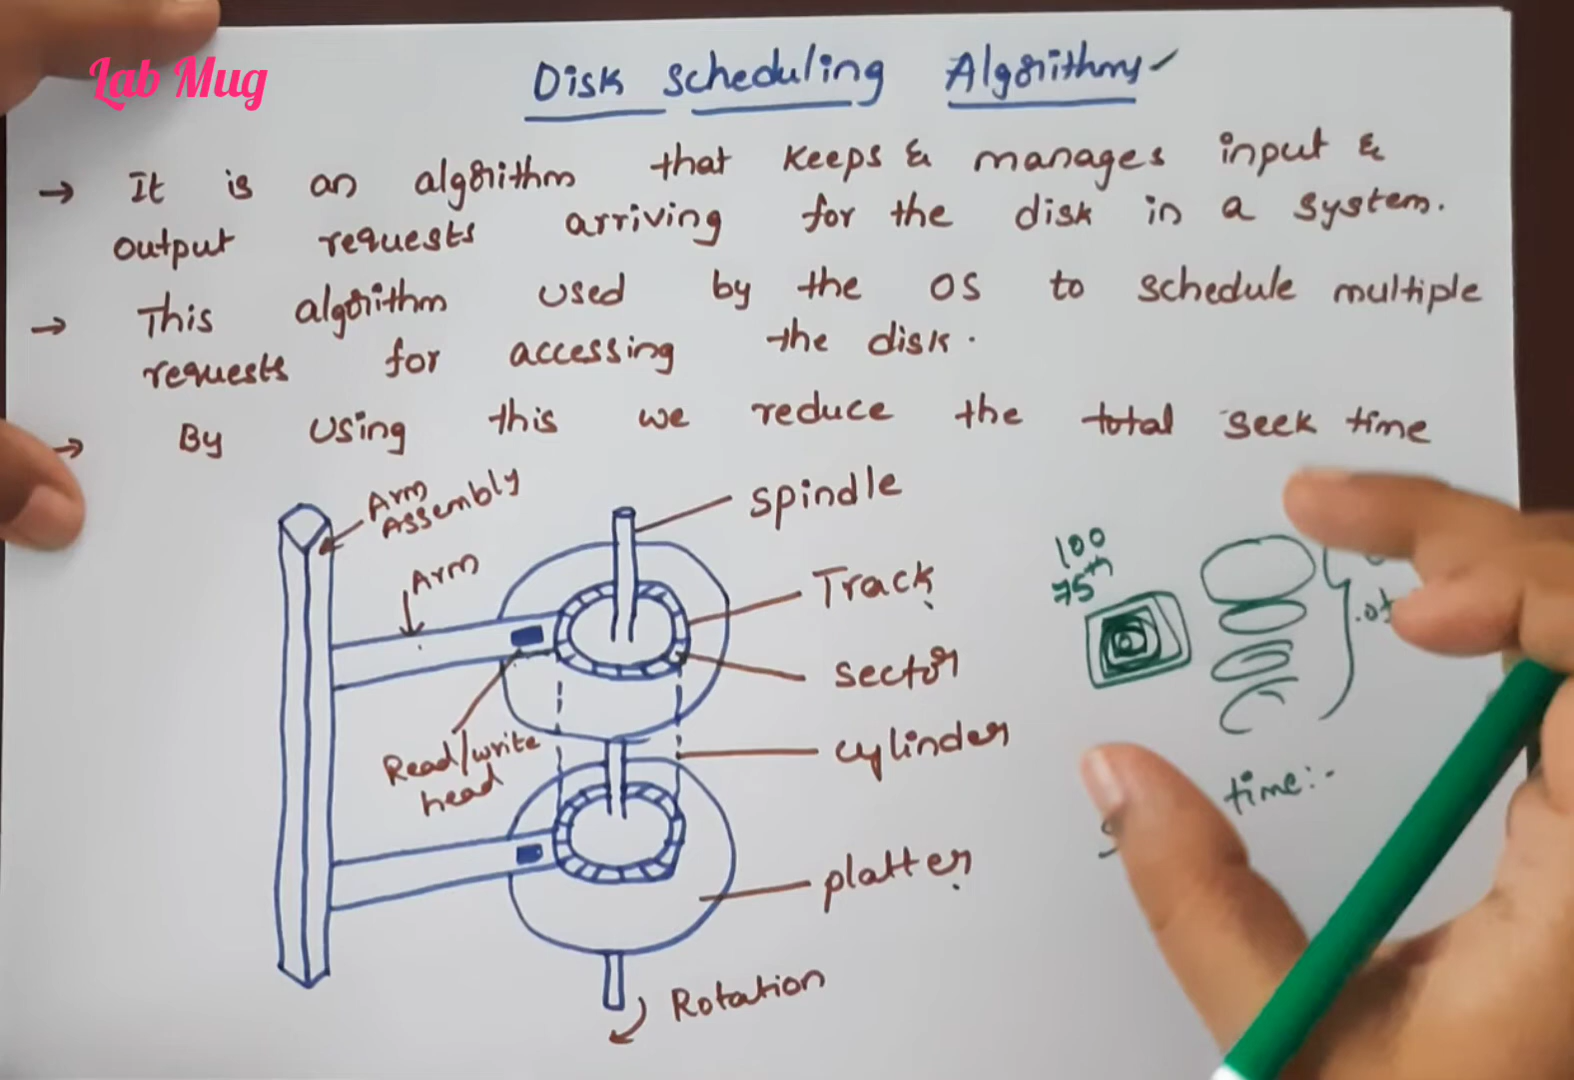 Lab Mug
Disk Scheduling Algorithms
→ It is an algorithm that keeps & manages input &
output requests arriving for the disk in a system.
→ This algorithm used by the OS to schedule multiple
requests for accessing the disk.
→ By using this we reduce the total seek time
Arm
Assembly
Arm
Read/write
head
spindle
Track
sector
cylinder
platter
Rotation
100
75th
time:-